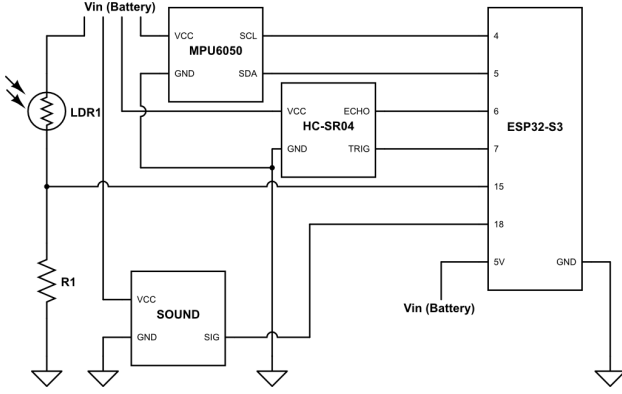 Vin (Battery)
VCC
SCL
MPU6050
GND
SDA
4
5
LDR1
VCC
ECHO
HC-SR04
GND
TRIG
6
ESP32-S3
7
15
18
R1
5V
GND
VCC
SOUND
GND
SIG
Vin (Battery)